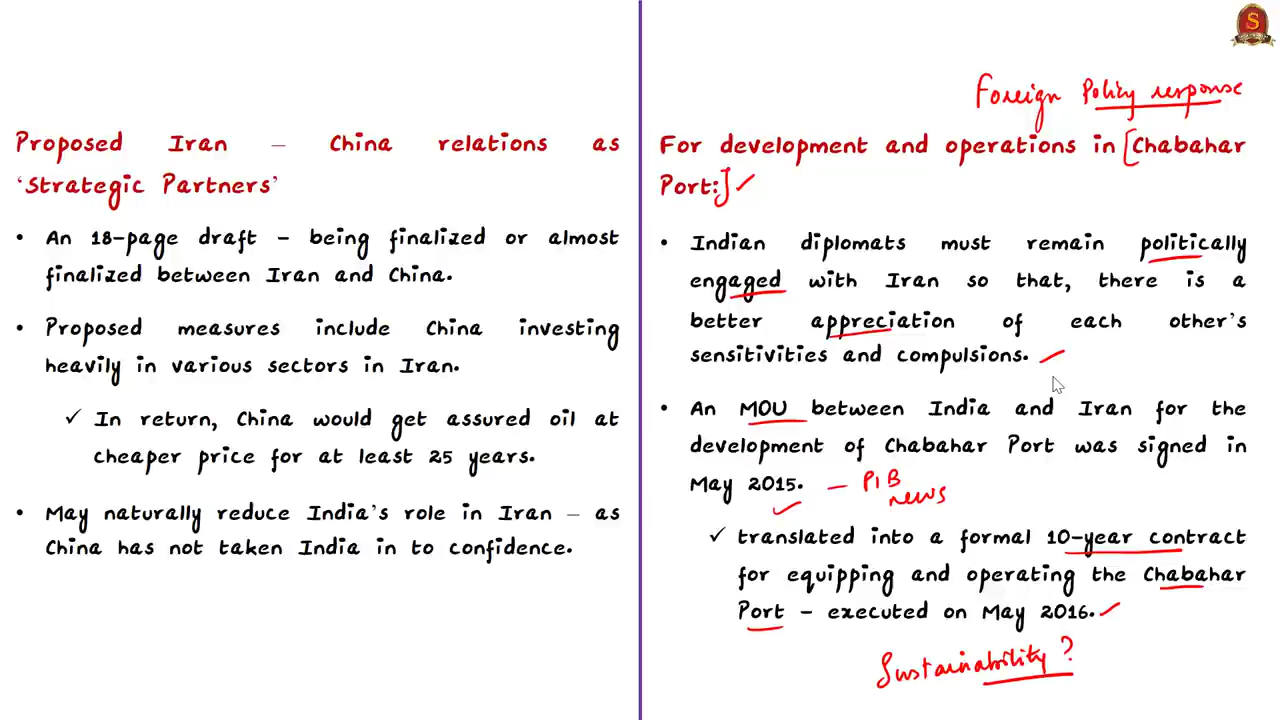 Proposed Iran – China relations as
'Strategic Partners'
• An 18-page draft – being finalized or almost
finalized between Iran and China.
• Proposed measures include China investing
heavily in various sectors in Iran.
✓ In return, China would get assured oil at
cheaper price for at least 25 years.
• May naturally reduce India's role in Iran – as
China has not taken India in to confidence.
Foreign Policy response
For development and operations in [Chabahar
Port:] ✓
• Indian diplomats must remain politically
engaged with Iran so that, there is a
better appreciation of each other's
sensitivities and compulsions.
• An MOU between India and Iran for the
development of Chabahar Port was signed in
May 2015. – PIB
news
✓ translated into a formal 10-year contract
for equipping and operating the Chabahar
Port – executed on May 2016.
Sustainability?